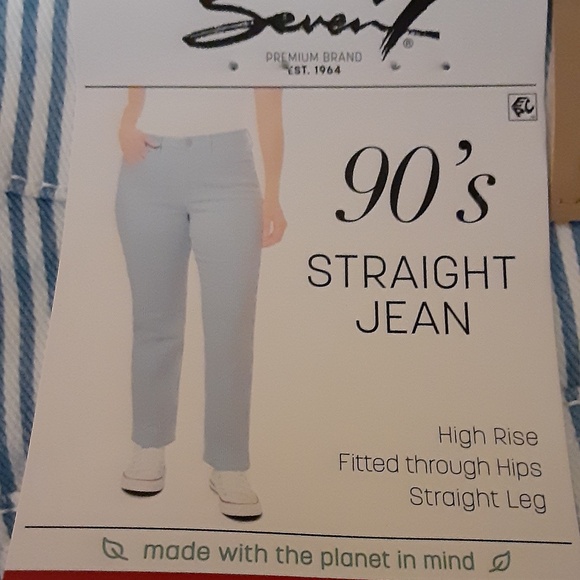 Seven7
®
PREMIUM BRAND
EST. 1964
90's
STRAIGHT
JEAN
High Rise
Fitted through Hips
Straight Leg
made with the planet in mind